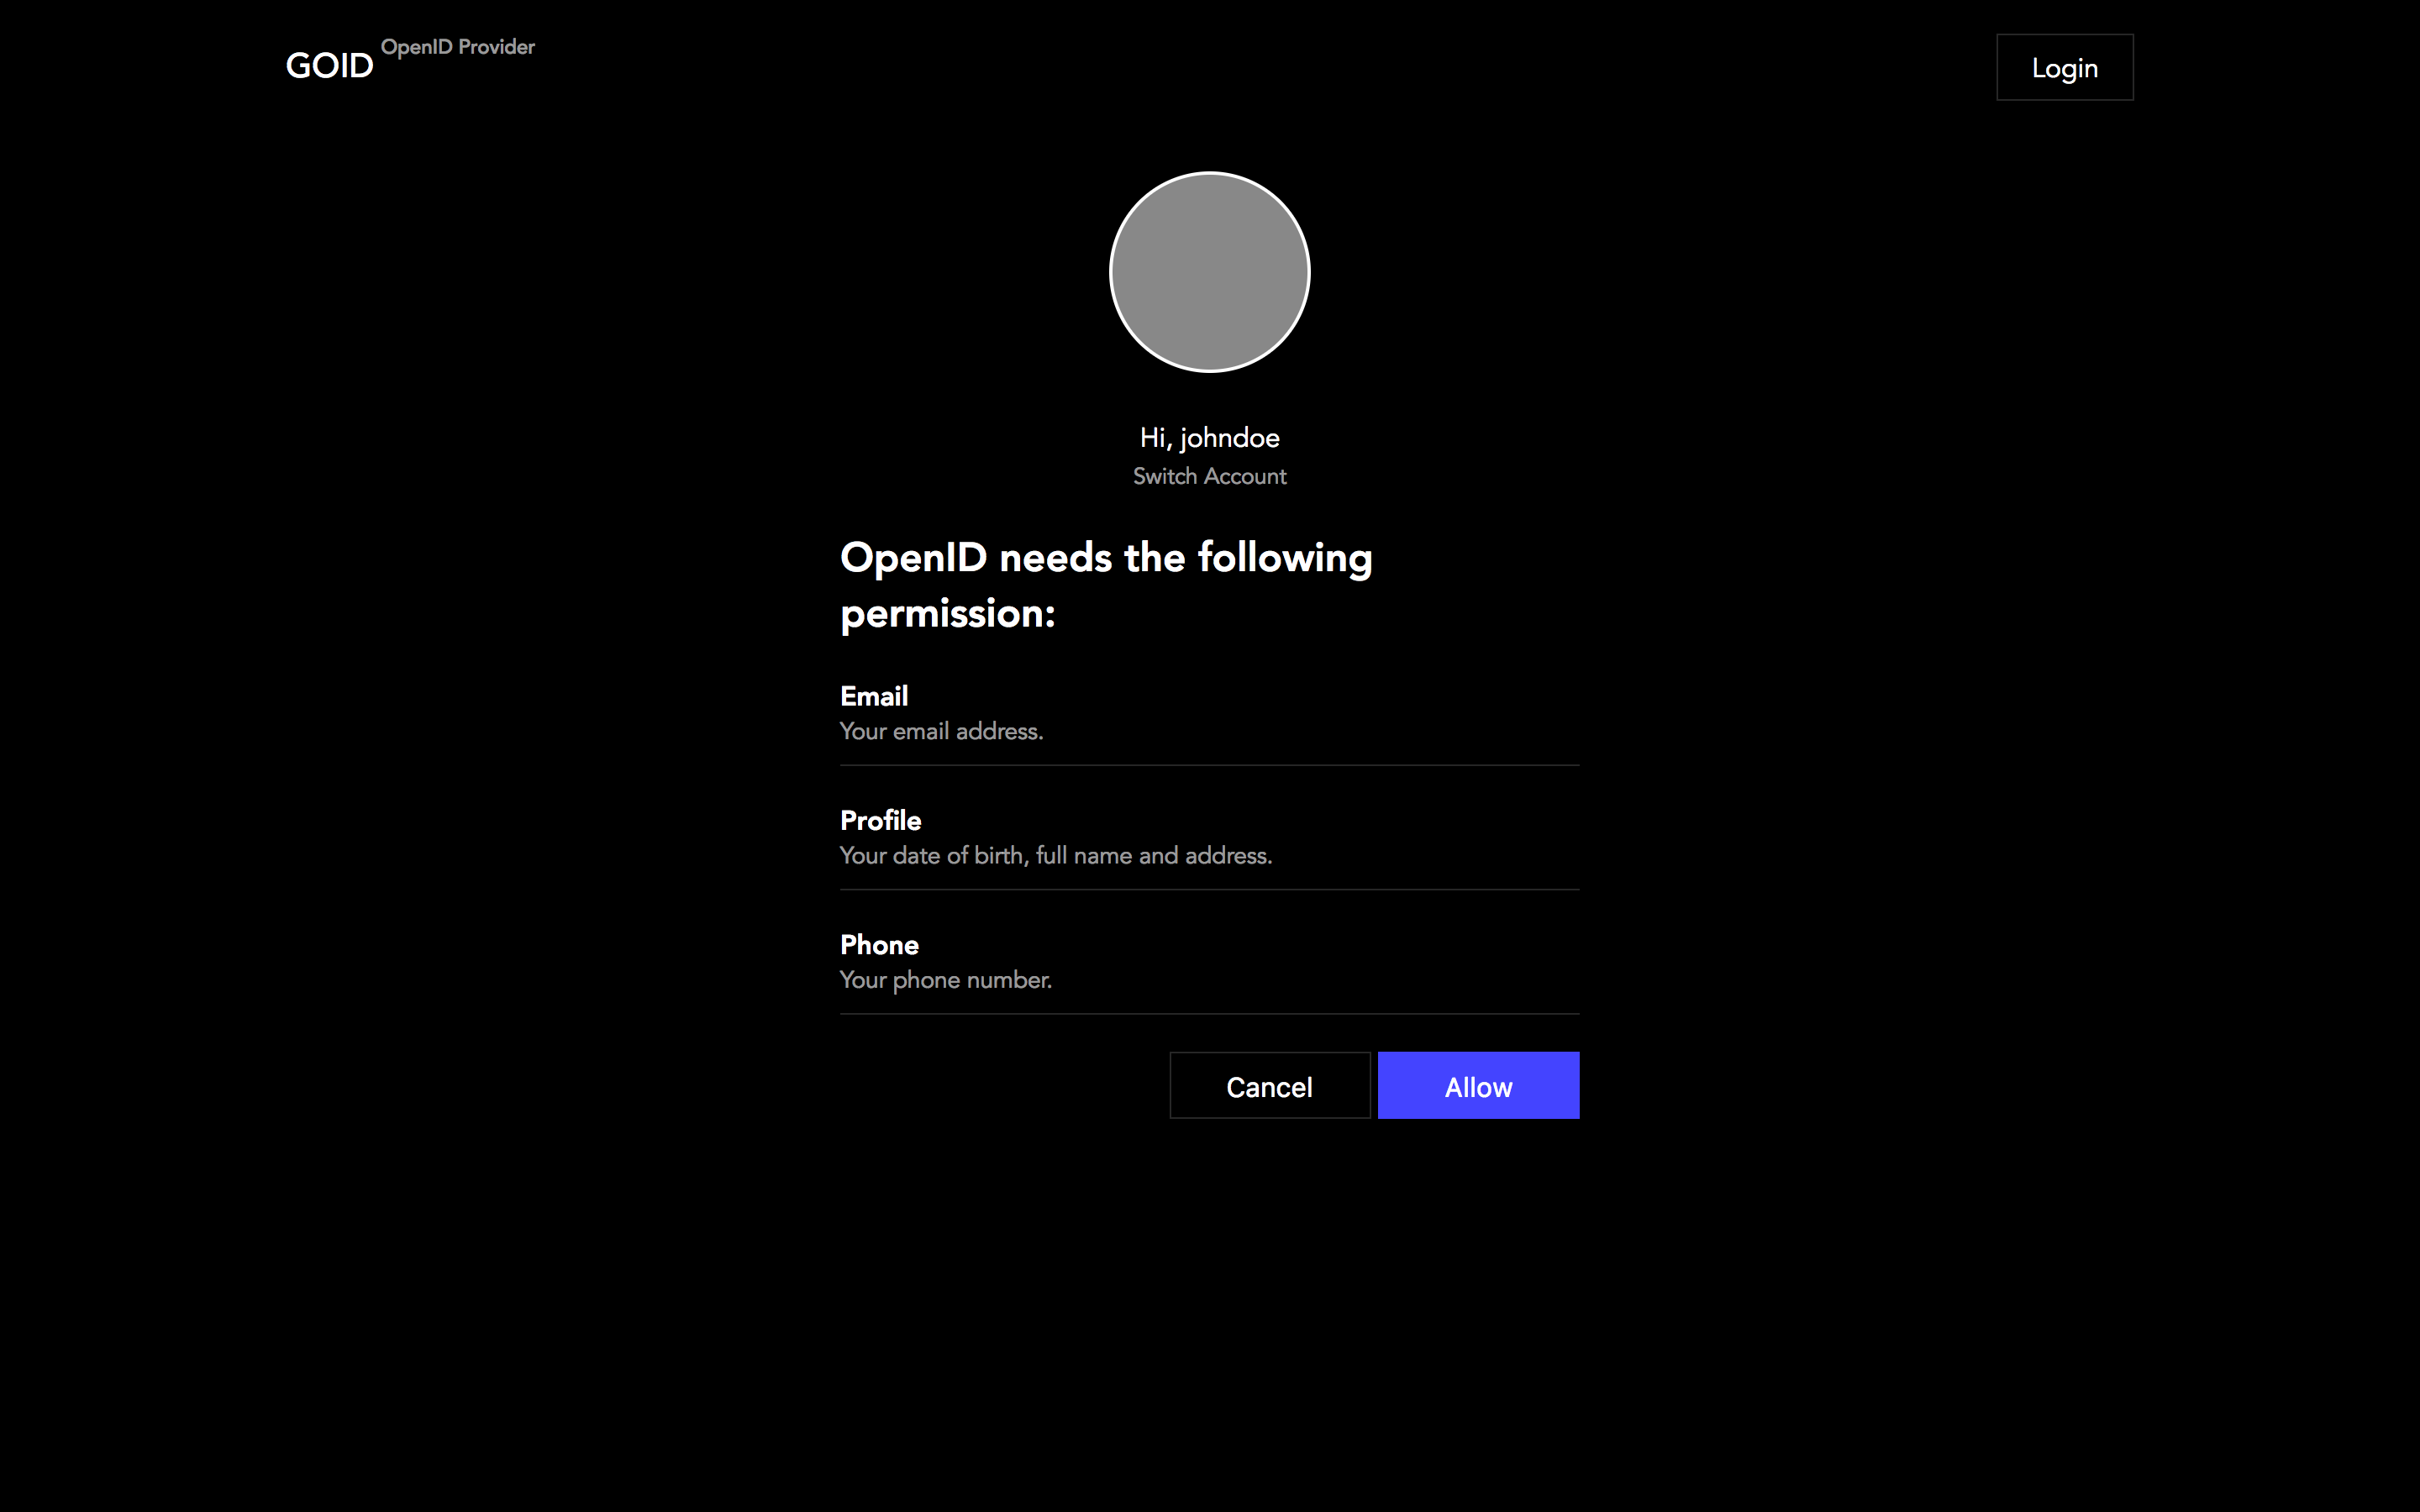 GOID OpenID Provider
Login
Hi, johndoe
Switch Account
OpenID needs the following
permission:
Email
Your email address.
Profile
Your date of birth, full name and address.
Phone
Your phone number.
Cancel
Allow